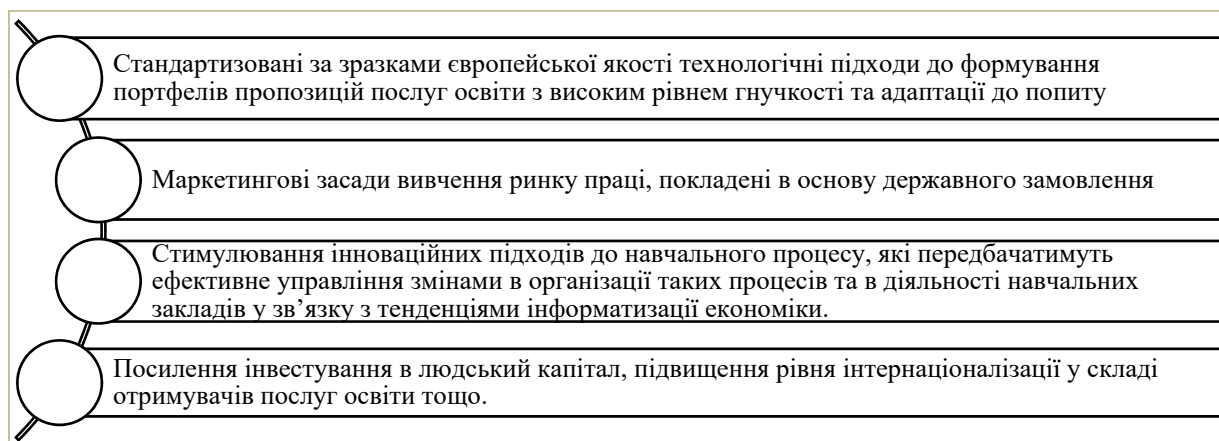 Стандартизовані за зразками європейської якості технологічні підходи до формування
портфелів пропозицій послуг освіти з високим рівнем гнучкості та адаптації до попиту
Маркетингові засади вивчення ринку праці, покладені в основу державного замовлення
Стимулювання інноваційних підходів до навчального процесу, які передбачатимуть
ефективне управління змінами в організації таких процесів та в діяльності навчальних
закладів у зв’язку з тенденціями інформатизації економіки.
Посилення інвестування в людський капітал, підвищення рівня інтернаціоналізації у складі
отримувачів послуг освіти тощо.